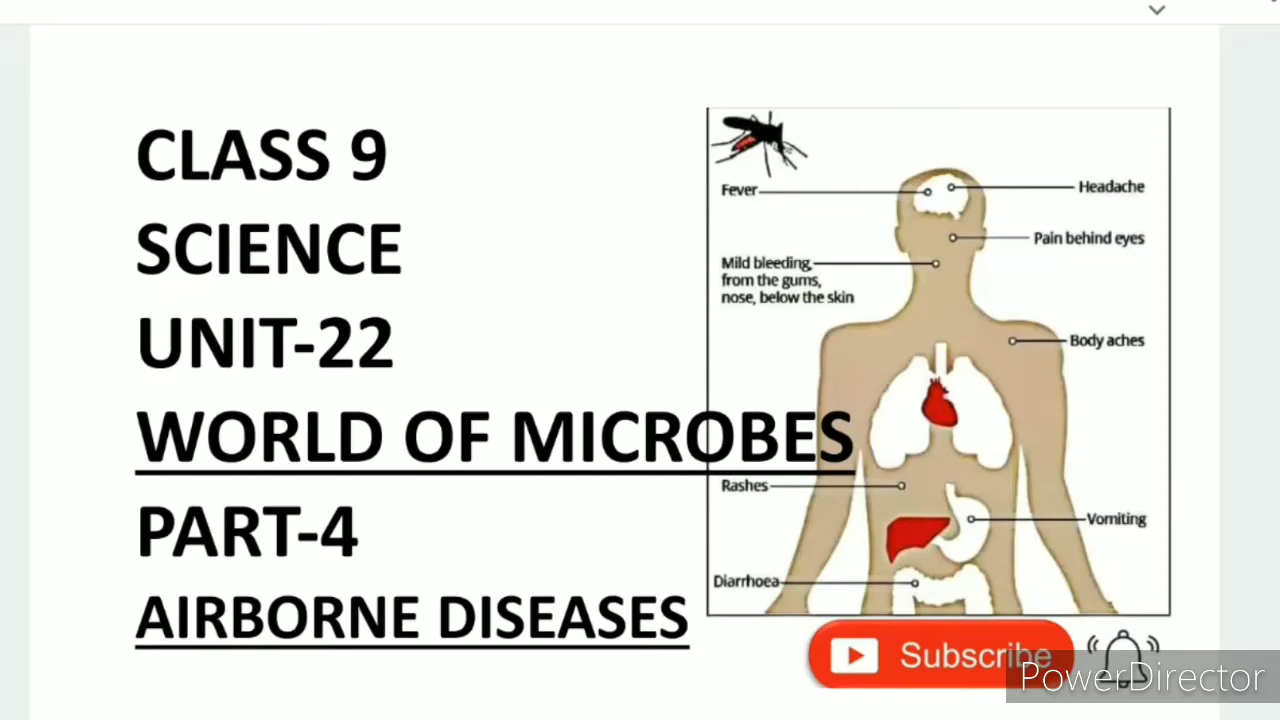 CLASS 9
SCIENCE
UNIT-22
WORLD OF MICROBES
PART-4
AIRBORNE DISEASES
Fever
Headache
Pain behind eyes
Mild bleeding,
from the gums,
nose, below the skin
Body aches
Rashes
Vomiting
Diarrhoea
Subscribe
PowerDirector